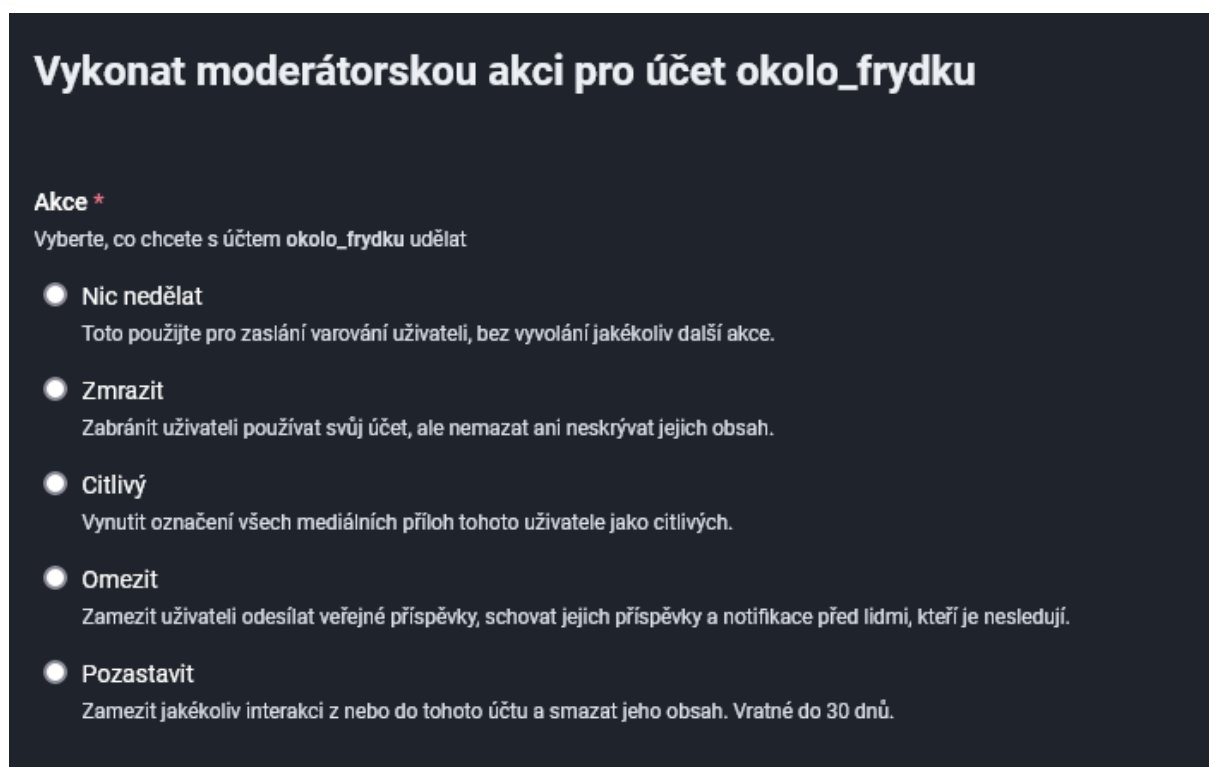 Vykonat moderátorskou akci pro účet okolo_frydku
Akce *
Vyberte, co chcete s účtem okolo_frydku udělat
Nic nedělat
Toto použijte pro zaslání varování uživateli, bez vyvolání jakékoliv další akce.
Zmrazit
Zabránit uživateli používat svůj účet, ale nemazat ani neskrývat jejich obsah.
Citlivý
Vynutit označení všech mediálních příloh tohoto uživatele jako citlivých.
Omezit
Zamezit uživateli odesílat veřejné příspěvky, schovat jejich příspěvky a notifikace před lidmi, kteří je nesledují.
Pozastavit
Zamezit jakékoliv interakci z nebo do tohoto účtu a smazat jeho obsah. Vratné do 30 dnů.